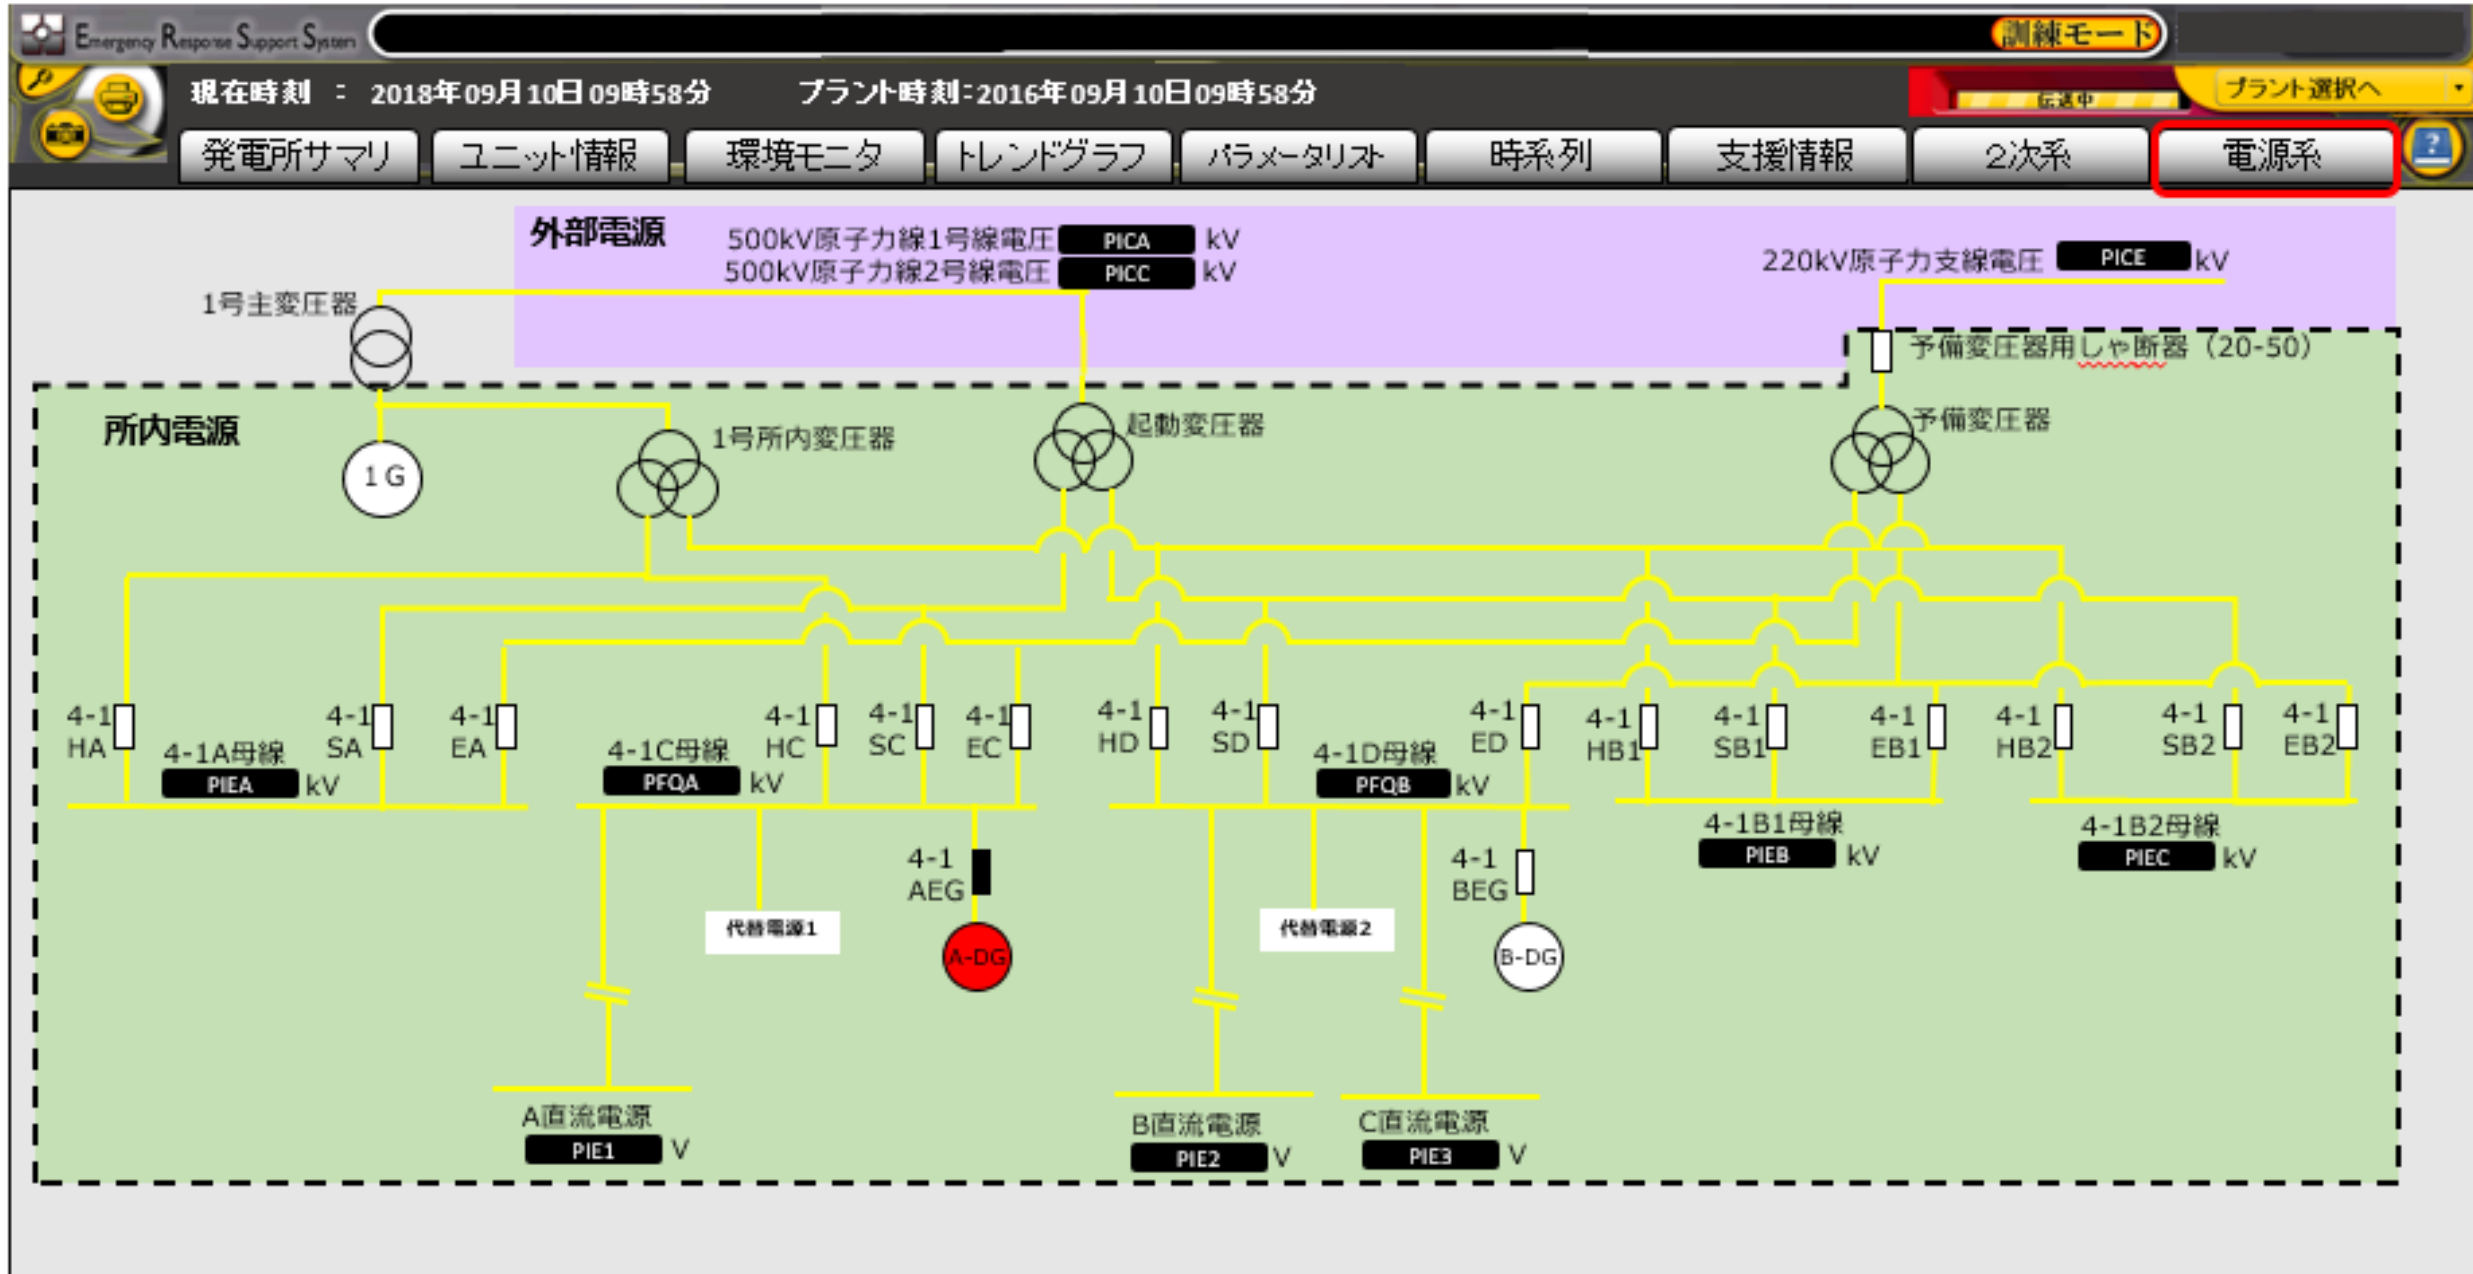 Emergency Response Support System
訓練モード
現在時刻 : 2018年09月10日09時58分 プラント時刻:2016年09月10日09時58分
伝送中
プラント選択へ
発電所サマリ ユニット情報 環境モニタ トレンドグラフ パラメータリスト 時系列 支援情報 2次系 電源系
外部電源
500kV原子力線1号線電圧 PICA kV
500kV原子力線2号線電圧 PICC kV
220kV原子力支線電圧 PICE kV
1号主変圧器
予備変圧器用しゃ断器(20-50)
所内電源
1号所内変圧器
起動変圧器
予備変圧器
1G
4-1 HA
4-1A母線
PIEA kV
4-1 SA
4-1 EA
4-1C母線
PFQA kV
4-1 HC
4-1 SC
4-1 EC
4-1 HD
4-1 SD
4-1D母線
PFQB kV
4-1 ED
4-1 HB1
4-1 SB1
4-1 EB1
4-1 HB2
4-1 SB2
4-1 EB2
4-1B1母線
PIEB kV
4-1B2母線
PIEC kV
4-1 AEG
4-1 BEG
代替電源1
A-DG
代替電源2
B-DG
A直流電源
PIE1 V
B直流電源
PIE2 V
C直流電源
PIE3 V